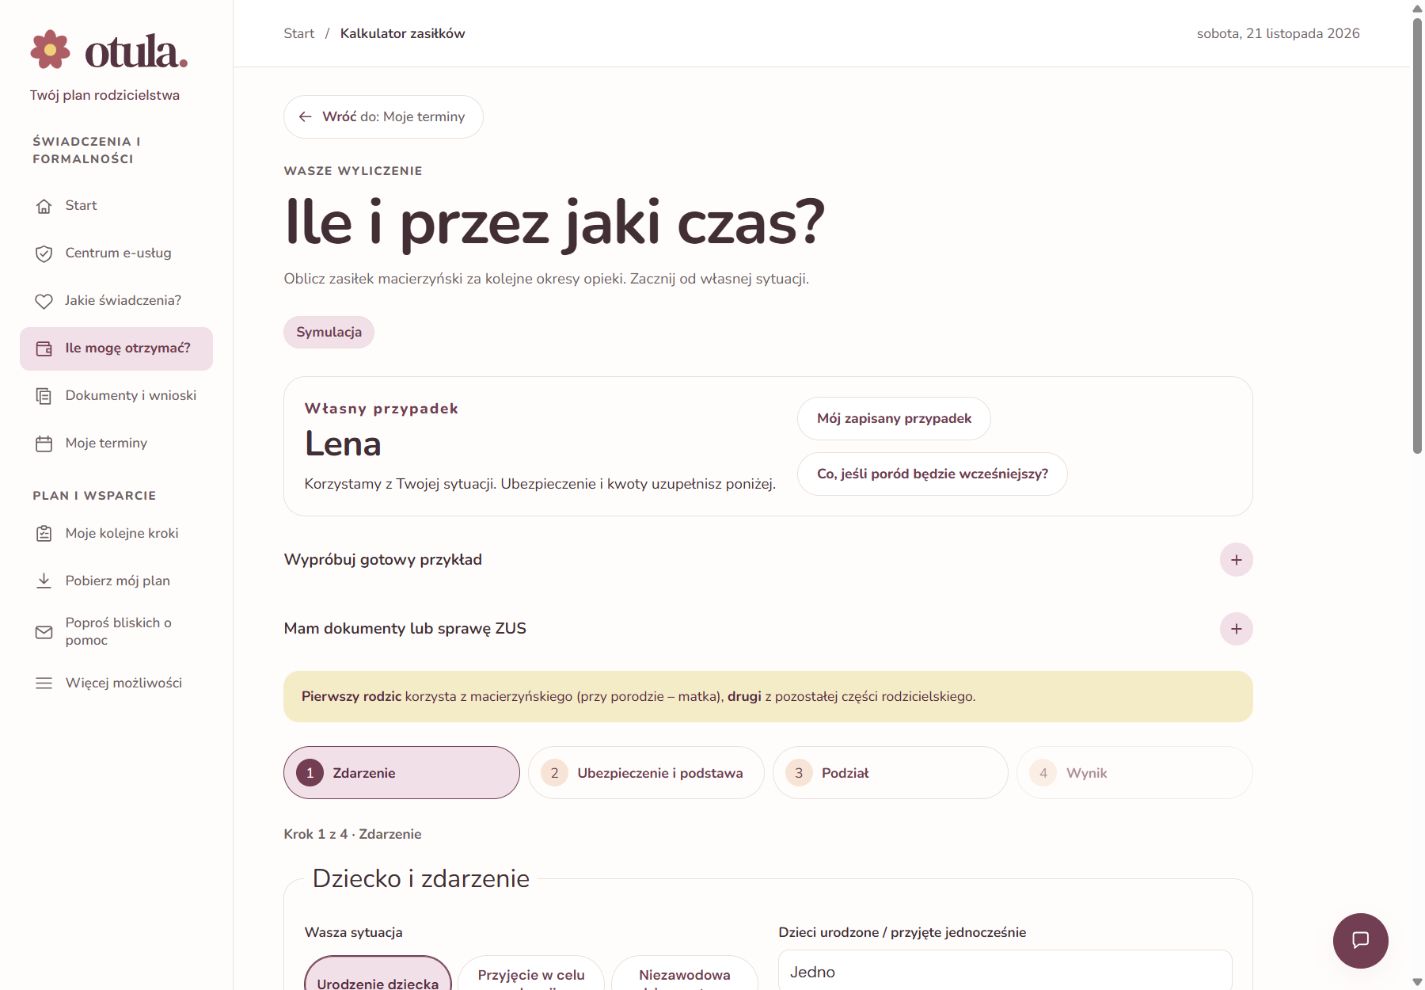 otula.
Twój plan rodzicielstwa
ŚWIADCZENIA I
FORMALNOŚCI
Start
Centrum e-usług
Jakie świadczenia?
Ile mogę otrzymać?
Dokumenty i wnioski
Moje terminy
PLAN I WSPARCIE
Moje kolejne kroki
Pobierz mój plan
Poproś bliskich o
pomoc
Więcej możliwości
Start / Kalkulator zasiłków
sobota, 21 listopada 2026
← Wróć do: Moje terminy
WASZE WYLICZENIE
Ile i przez jaki czas?
Oblicz zasiłek macierzyński za kolejne okresy opieki. Zacznij od własnej sytuacji.
Symulacja
Własny przypadek
Lena
Korzystamy z Twojej sytuacji. Ubezpieczenie i kwoty uzupełnisz poniżej.
Mój zapisany przypadek
Co, jeśli poród będzie wcześniejszy?
Wypróbuj gotowy przykład
+
Mam dokumenty lub sprawę ZUS
+
Pierwszy rodzic korzysta z macierzyńskiego (przy porodzie – matka), drugi z pozostałej części rodzicielskiego.
1 Zdarzenie
2 Ubezpieczenie i podstawa
3 Podział
4 Wynik
Krok 1 z 4 · Zdarzenie
Dziecko i zdarzenie
Wasza sytuacja
Urodzenie dziecka
Przyjęcie w celu
Niezawodowa
Dzieci urodzone / przyjęte jednocześnie
Jedno